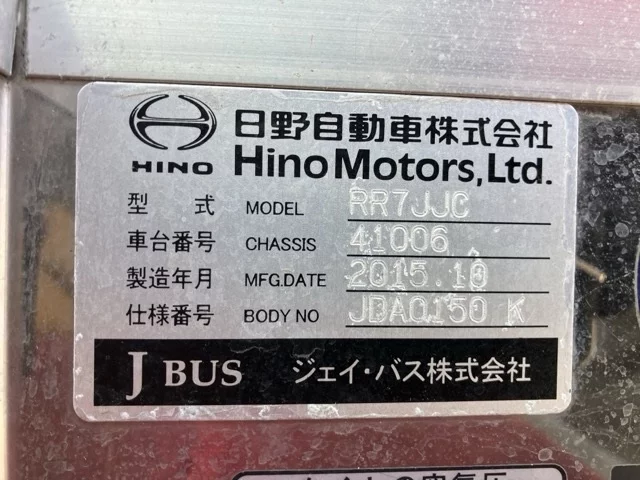 日野自動車株式会社
HINO Hino Motors, Ltd.
型 式 MODEL RR7JJC
車台番号 CHASSIS 41006
製造年月 MFG.DATE 2015.10
仕様番号 BODY NO JDA0150 K
J BUS ジェイ・バス株式会社